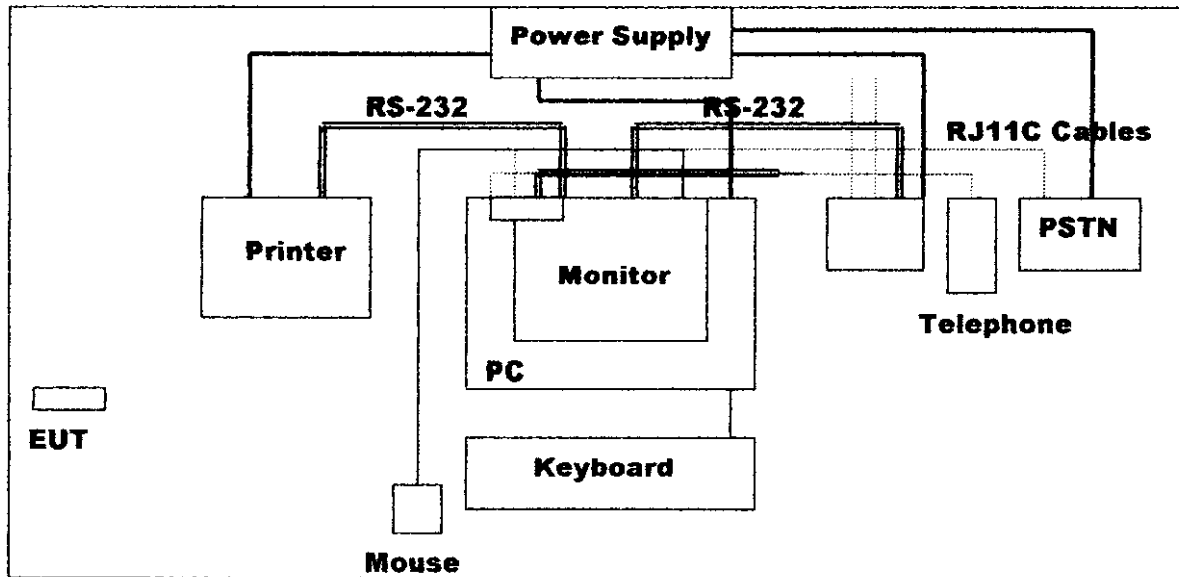 Power Supply
RS-232
RS-232
RJ11C Cables
Printer
Monitor
PSTN
Telephone
PC
EUT
Keyboard
Mouse